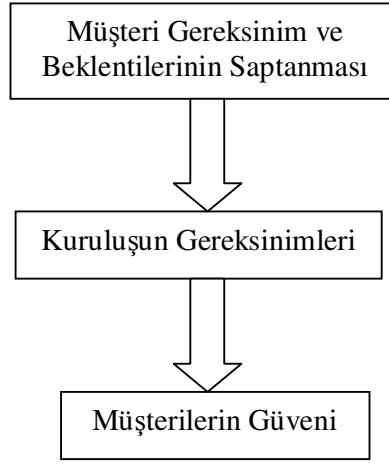 Müşteri Gereksinim ve
Beklentilerinin Saptanması
Kuruluşun Gereksinimleri
Müşterilerin Güveni